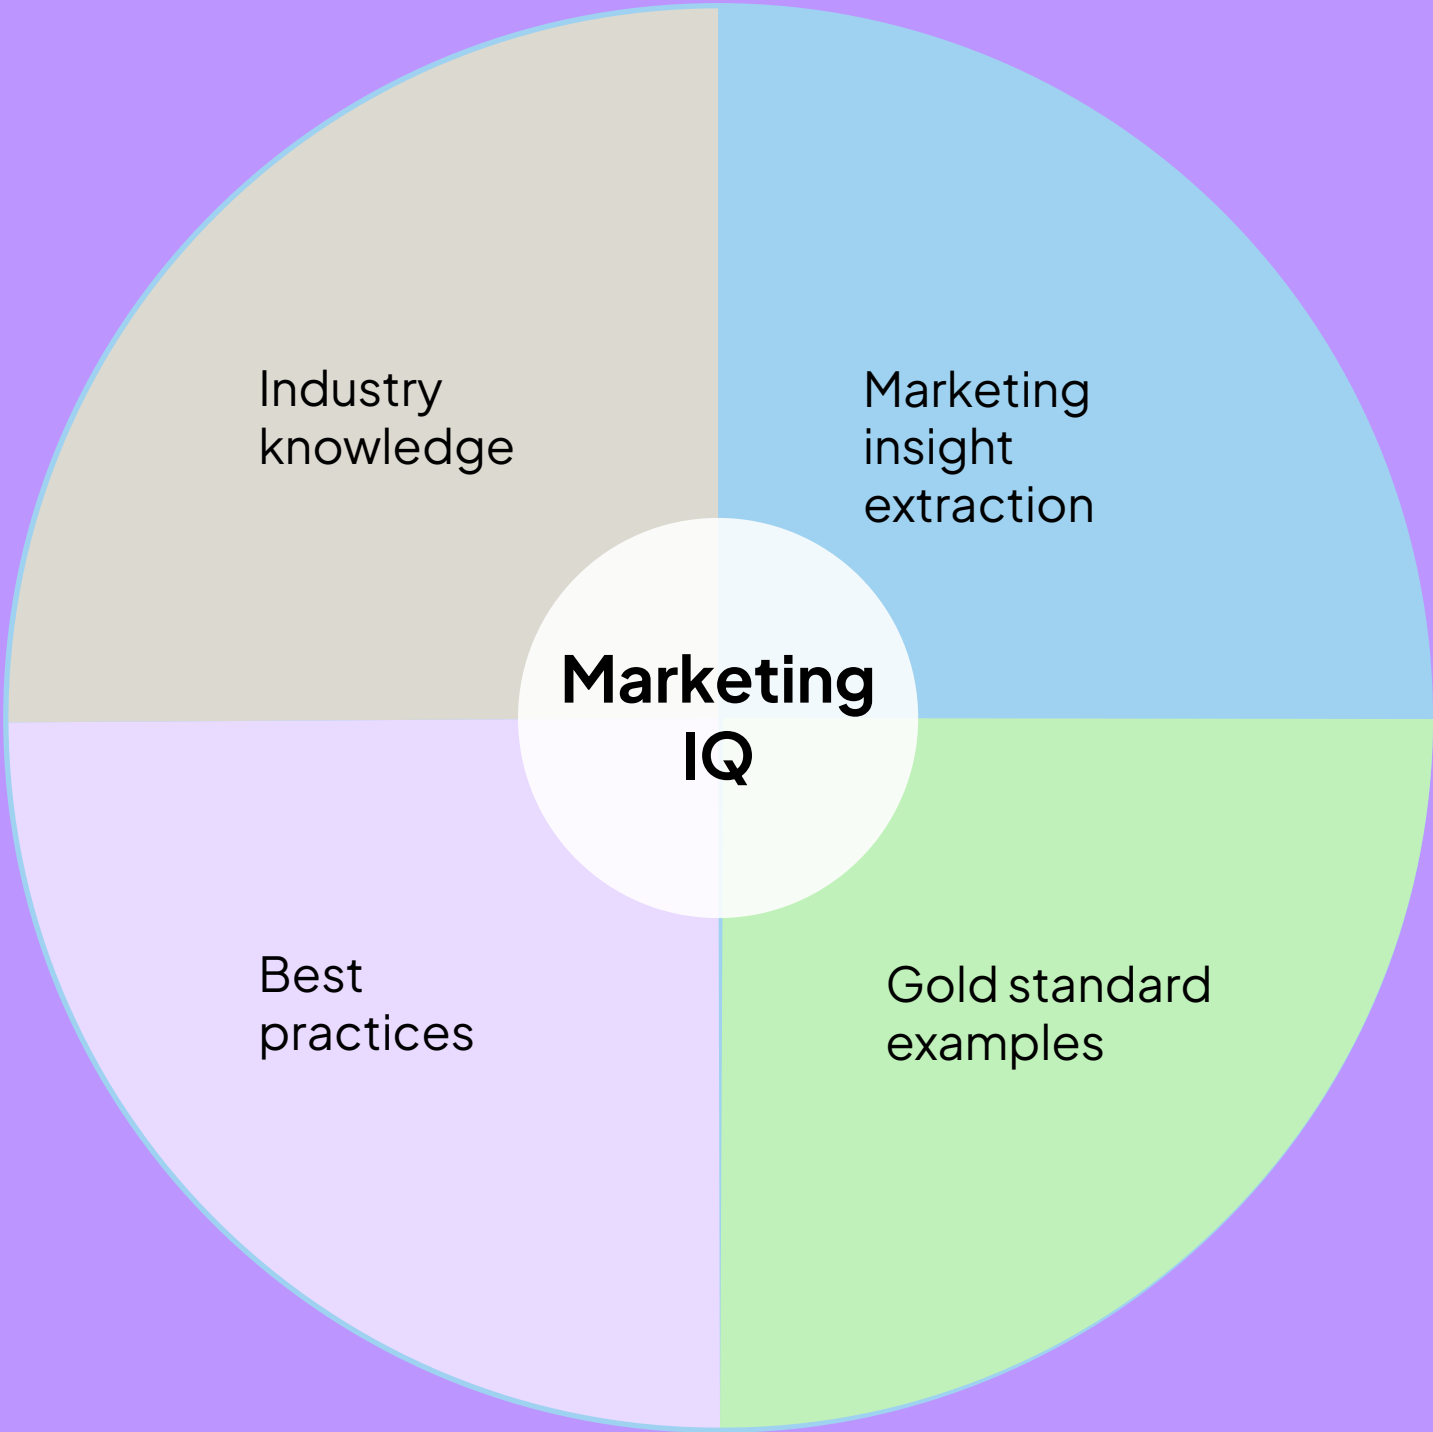 Industry
knowledge
Marketing
insight
extraction
Marketing
IQ
Best
practices
Gold standard
examples